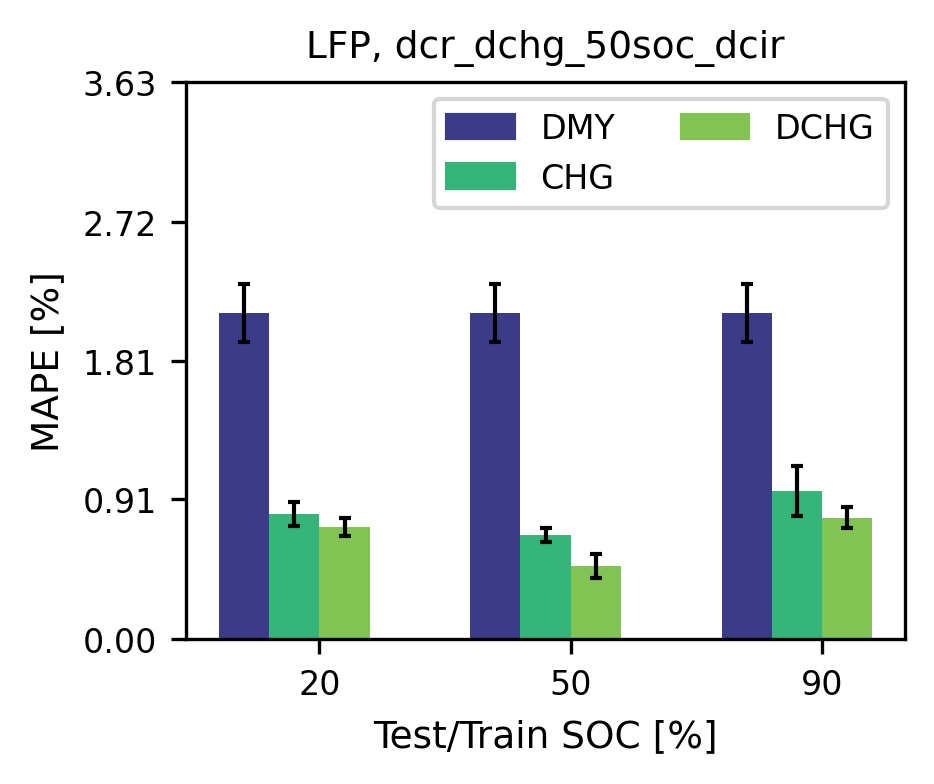 LFP, dcr_dchg_50soc_dcir
3.63
2.72
1.81
0.91
0.00
MAPE [%]
DMY
CHG
DCHG
20
50
90
Test/Train SOC [%]